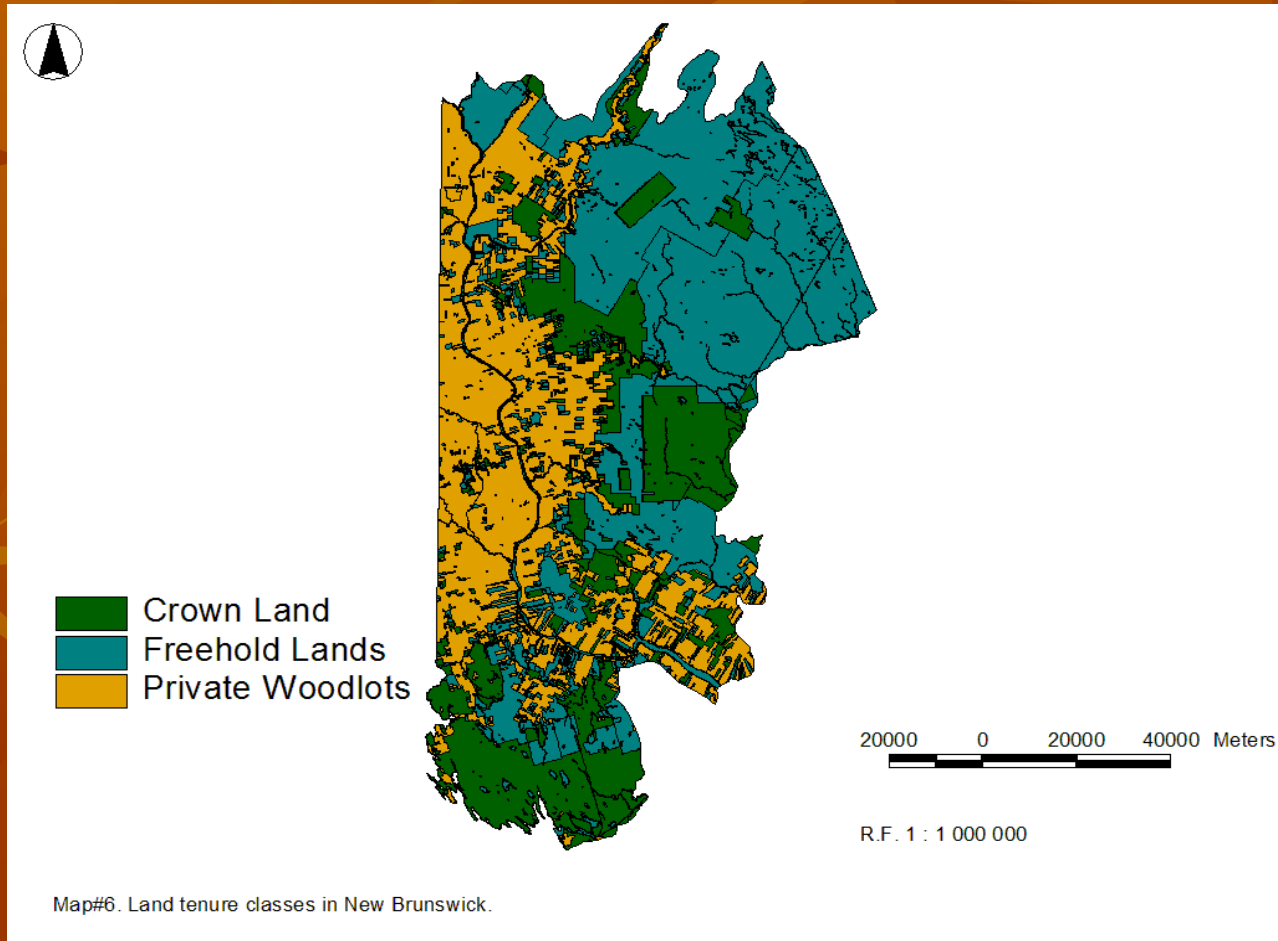 Crown Land
Freehold Lands
Private Woodlots
20000 0 20000 40000 Meters
R.F. 1 : 1 000 000
Map#6. Land tenure classes in New Brunswick.